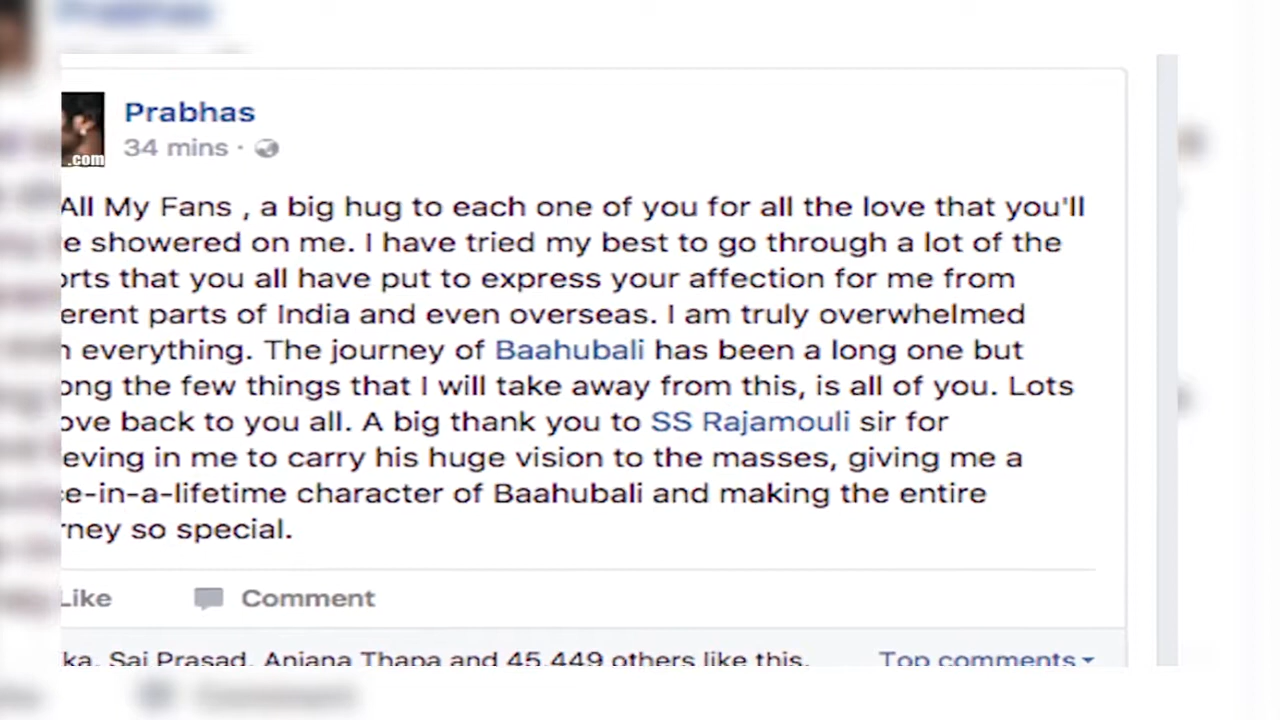 Prabhas
Prabhas
34 mins ·
.com
All My Fans , a big hug to each one of you for all the love that you'll
e showered on me. I have tried my best to go through a lot of the
orts that you all have put to express your affection for me from
erent parts of India and even overseas. I am truly overwhelmed
everything. The journey of Baahubali has been a long one but
ong the few things that I will take away from this, is all of you. Lots
ove back to you all. A big thank you to SS Rajamouli sir for
eving in me to carry his huge vision to the masses, giving me a
e-in-a-lifetime character of Baahubali and making the entire
rney so special.
Like Comment
ka, Sai Prasad, Anjana Thapa and 45,449 others like this. Top comments
Comment